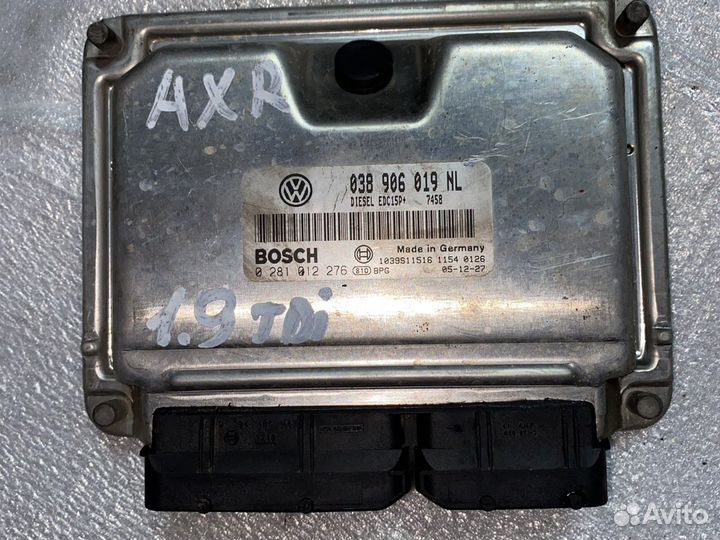 AXR
038 906 019 NL
DIESEL EDC15P+ 7458
BOSCH
Made in Germany
1039S11516 1154 0126
0 281 012 276 810 BPG 05-12-27
1.9 TDi
Avito